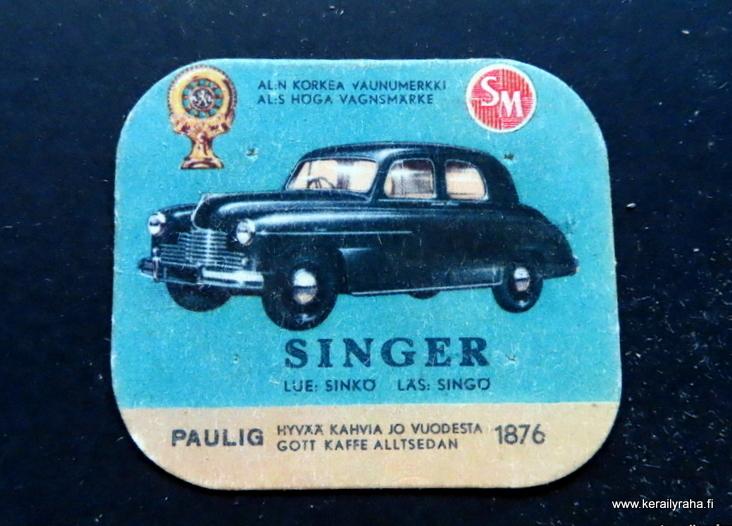 AL:N KORKEA VAUNUMERKKI
AL:S HÖGA VAGNSMÄRKE
SM
SINGER
LUE: SINKÖ LÄS: SINGÖ
PAULIG HYVÄÄ KAHVIA JO VUODESTA 1876
GOTT KAFFE ALLTSEDAN
www.kerailyraha.fi